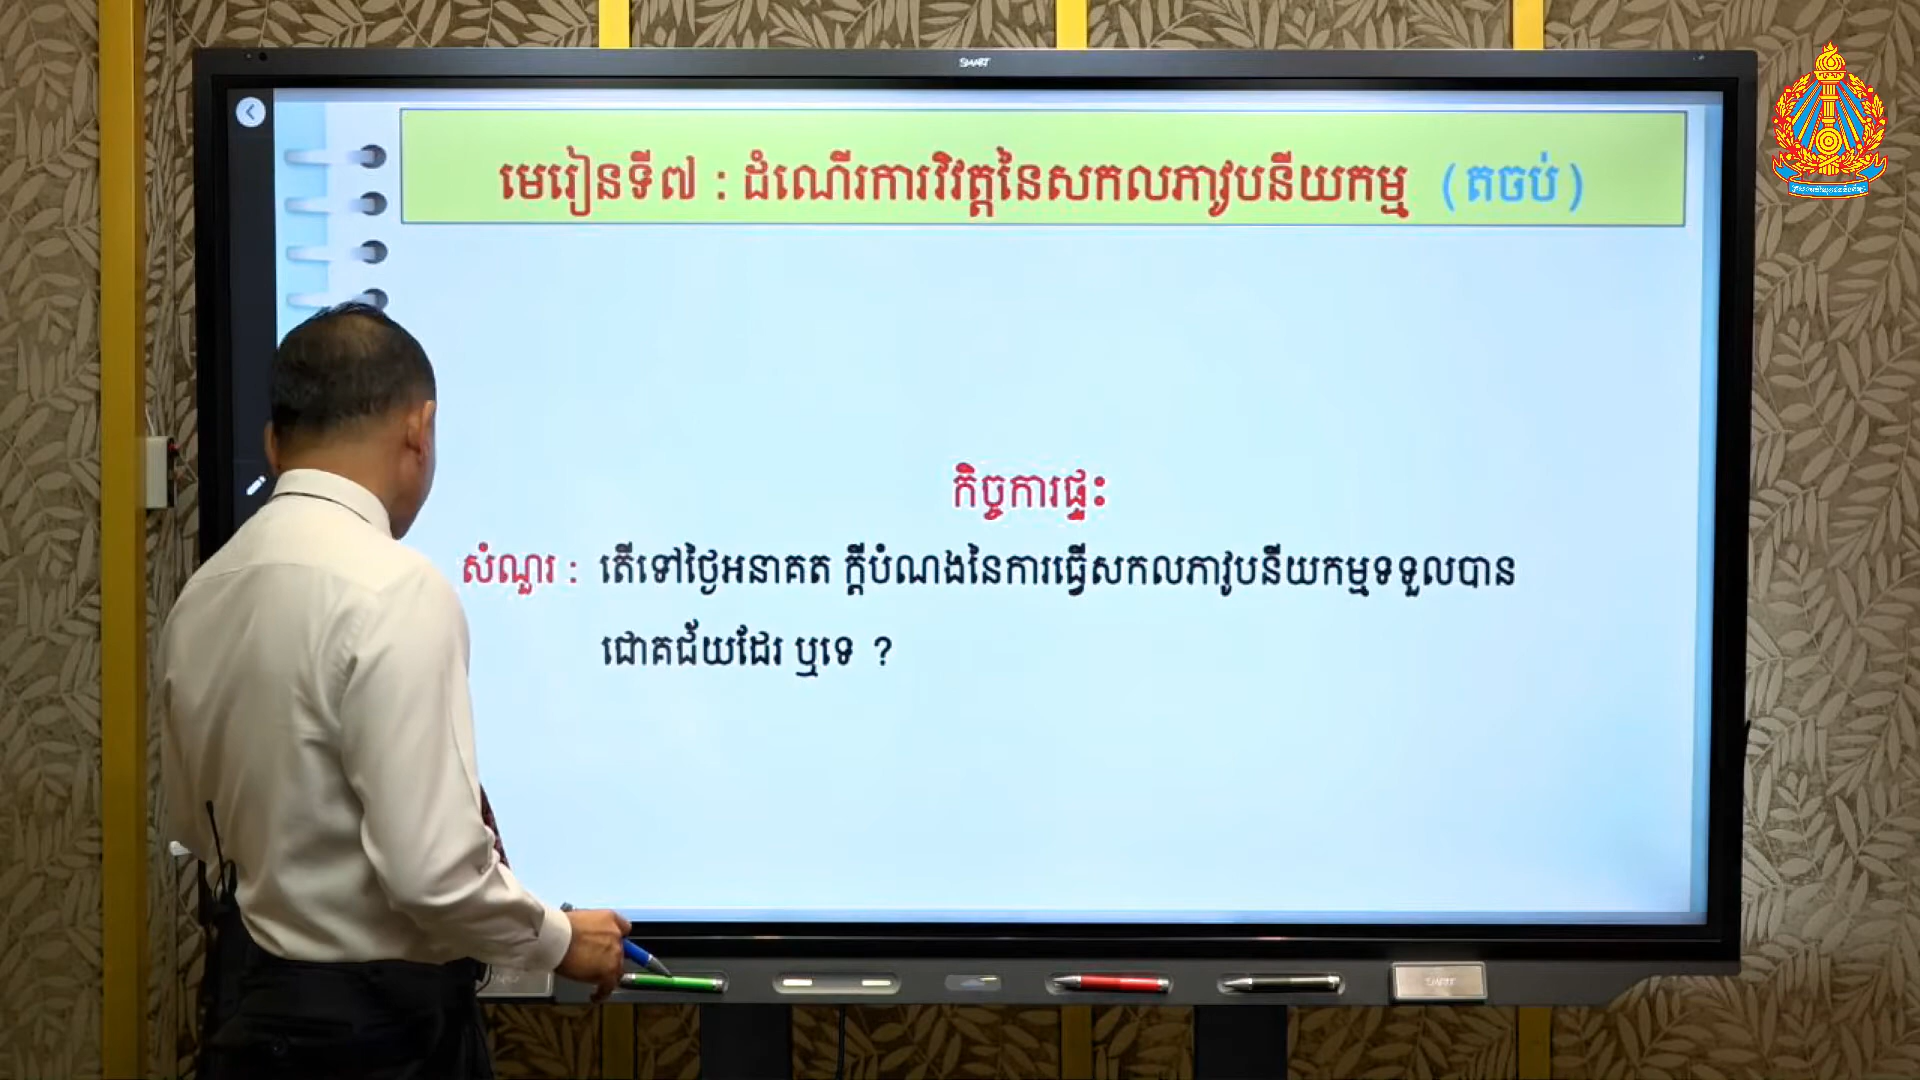 SMART
មេរៀនទី៧ : ដំណើរការវិវត្តនៃសកលភាវូបនីយកម្ម (តចប់)
កិច្ចការផ្ទះ
សំណួរ : តើទៅថ្ងៃអនាគត ក្តីបំណងនៃការធ្វើសកលភាវូបនីយកម្មទទួលបាន
ជោគជ័យដែរ ឬទេ ?
SMART